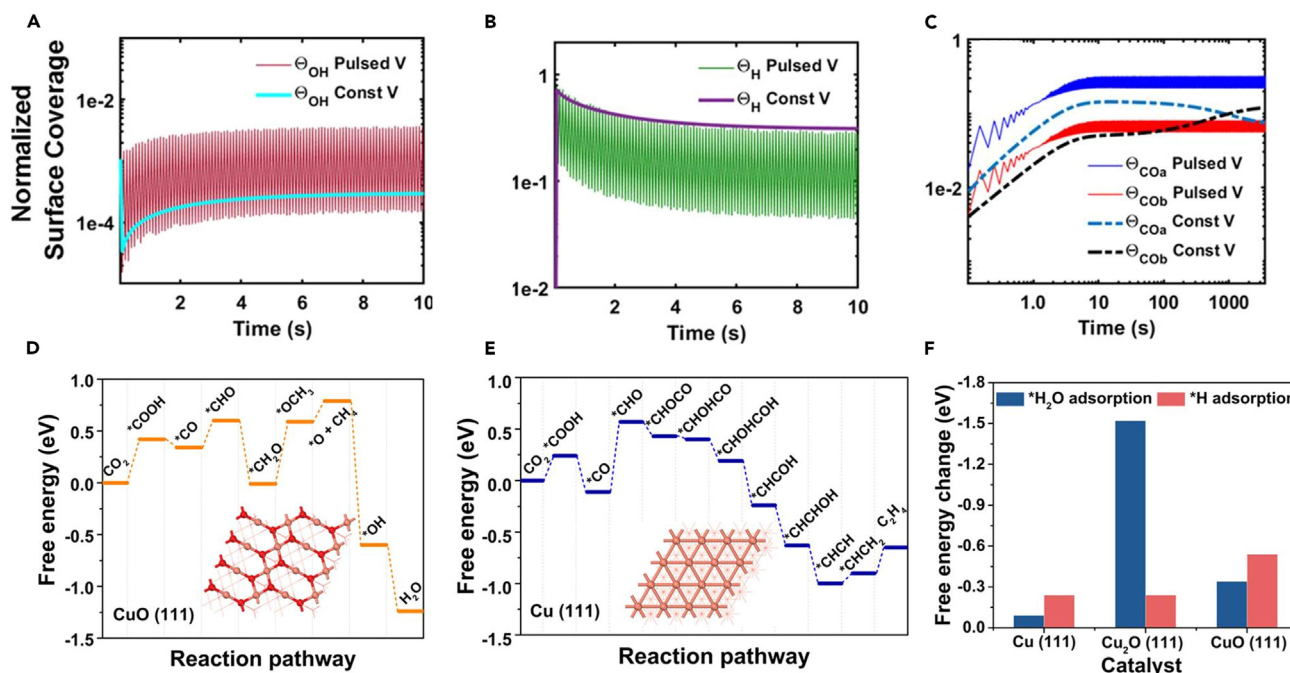 A
Normalized
Surface Coverage
1e-2
1e-4
Θ_OH Pulsed V
Θ_OH Const V
2
4
6
8
10
Time (s)
B
1
1e-1
1e-2
Θ_H Pulsed V
Θ_H Const V
2
4
6
8
10
Time (s)
C
1
1e-2
Θ_COa Pulsed V
Θ_COb Pulsed V
Θ_COa Const V
Θ_COb Const V
1.0
10
100
1000
Time (s)
D
Free energy (eV)
1.0
0.5
0.0
-0.5
-1.0
-1.5
CO₂
*COOH
*CO
*CHO
*CH₂O
*OCH₃
*O + CH₄
*OH
H₂O
CuO (111)
Reaction pathway
E
Free energy (eV)
1.0
0.5
0.0
-0.5
-1.0
-1.5
CO₂
*COOH
*CO
*CHO
*CHOCO
*CHOHCO
*CHOHCOH
*CHCOH
*CHCHOH
*CHCH
*CHCH₂
C₂H₄
Cu (111)
Reaction pathway
F
Free energy change (eV)
-1.8
-1.5
-1.2
-0.9
-0.6
-0.3
0.0
*H₂O adsorption
*H adsorption
Cu (111)
Cu₂O (111)
CuO (111)
Catalyst